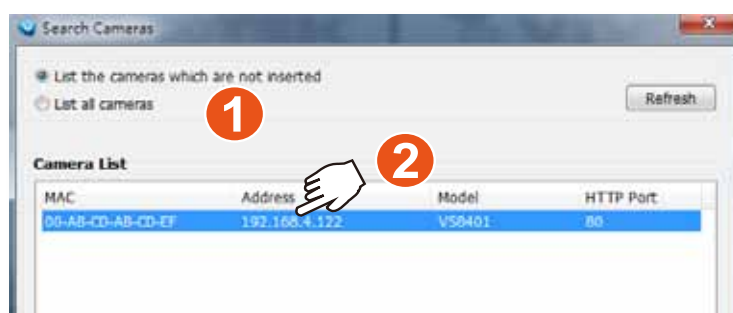 Search Cameras
List the cameras which are not inserted
List all cameras
1
Refresh
2
Camera List
MAC Address Model HTTP Port
00-AB-CD-AB-CD-EF 192.168.4.122 VS8401 80